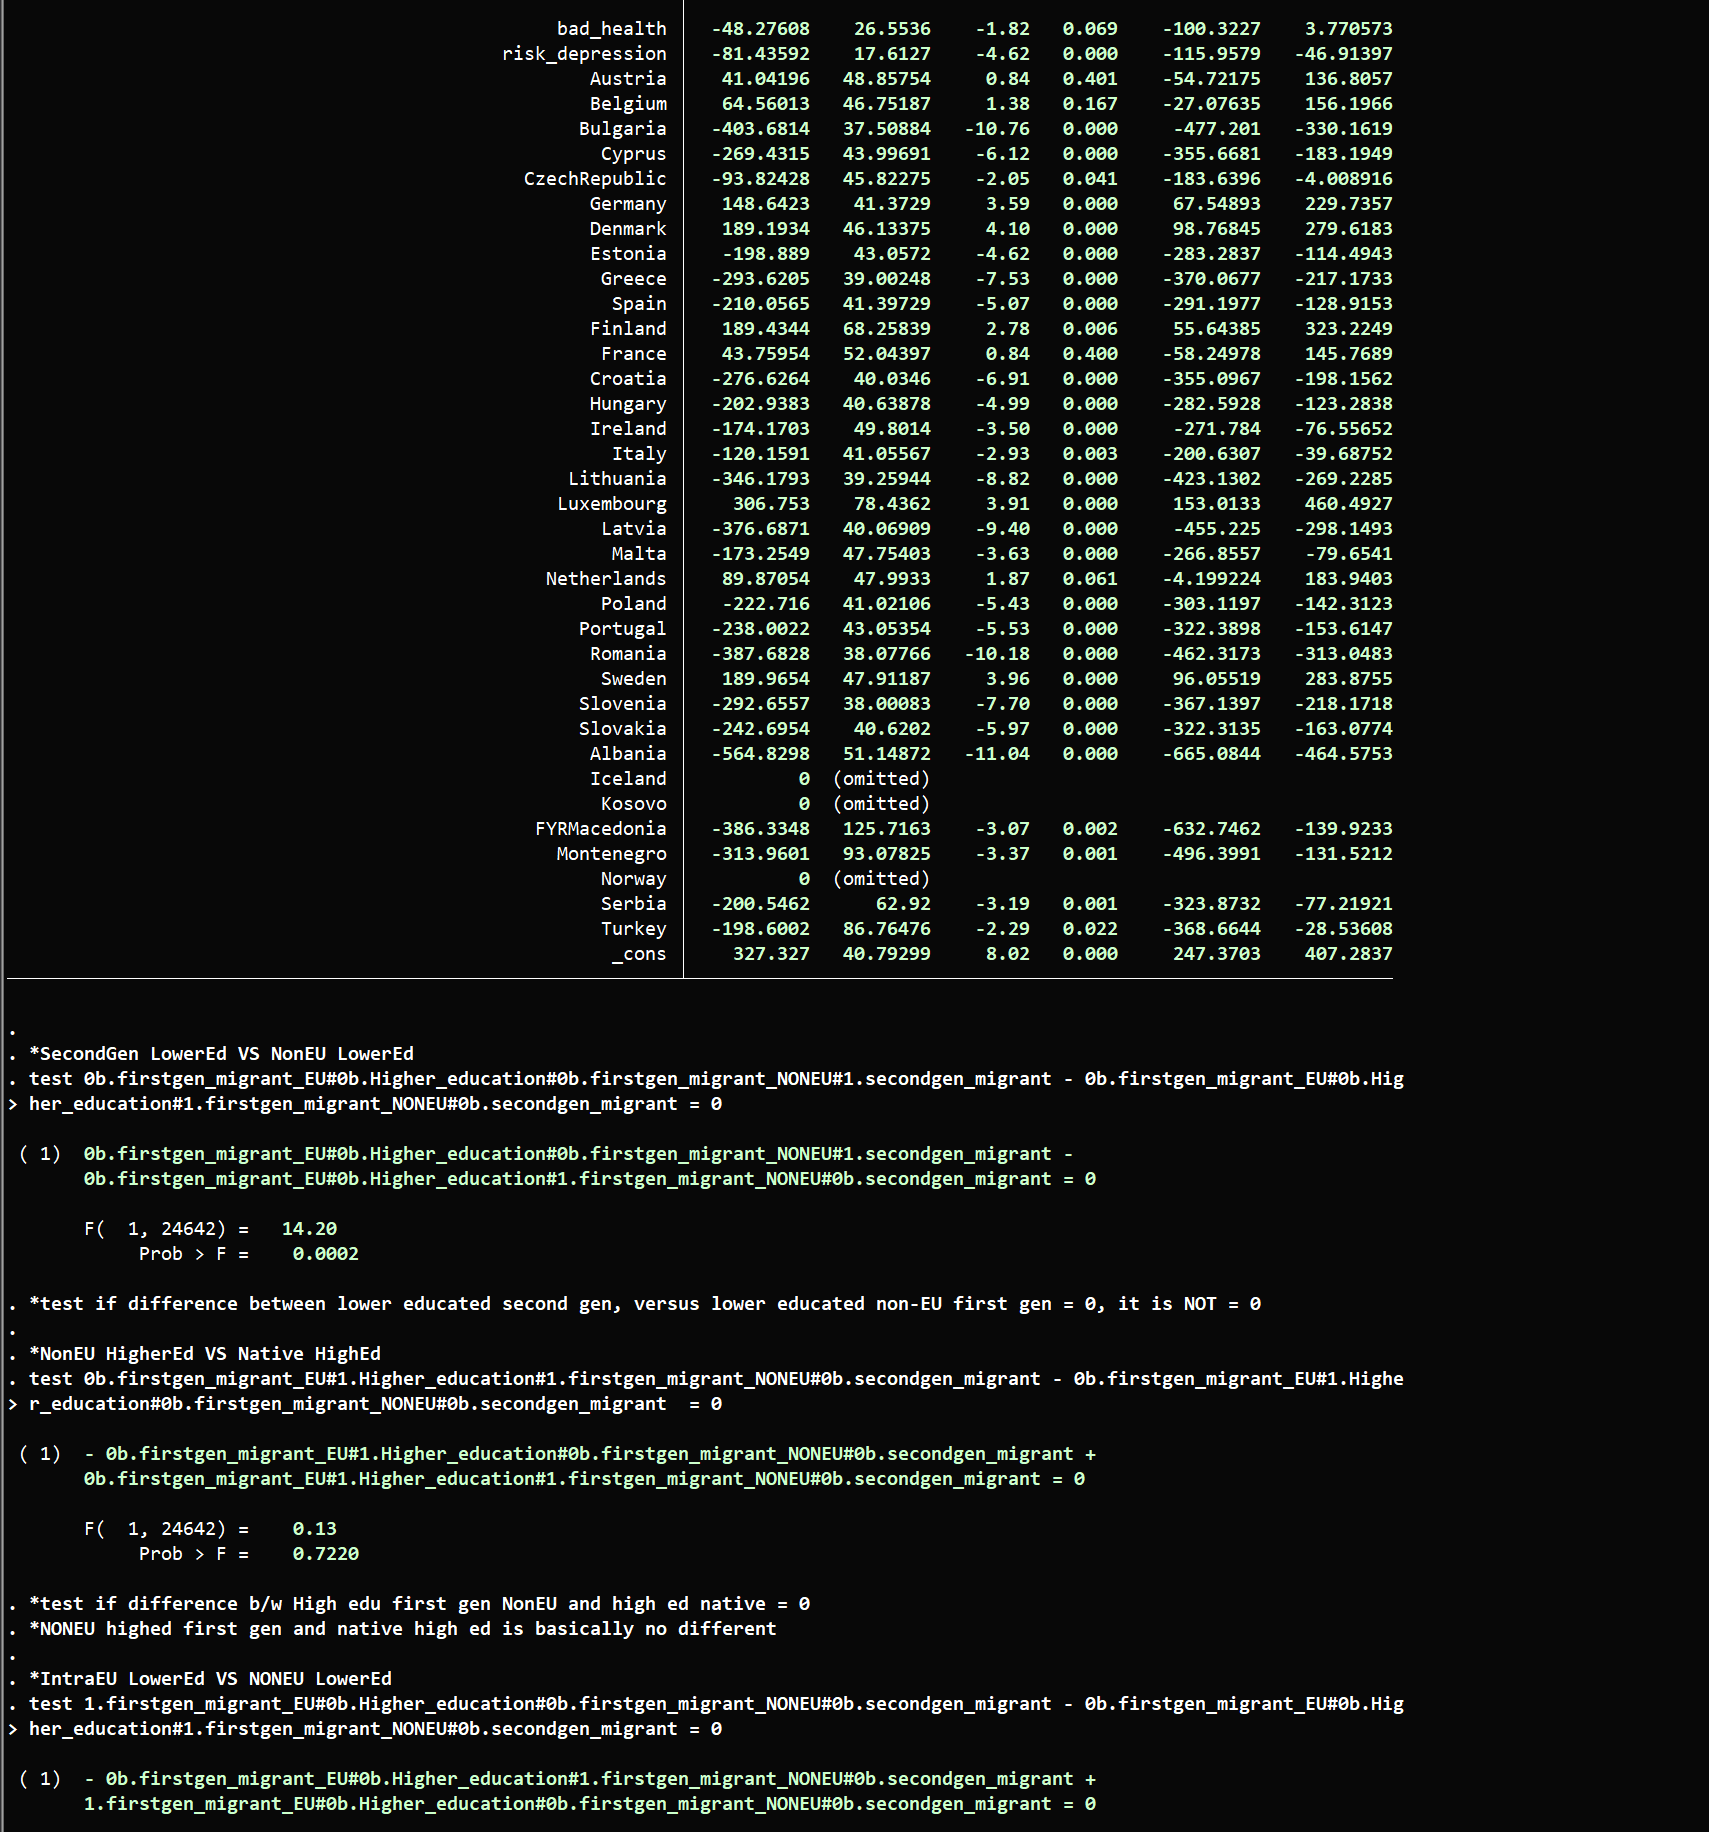 bad_health -48.27608 26.5536 -1.82 0.069 -100.3227 3.770573
risk_depression -81.43592 17.6127 -4.62 0.000 -115.9579 -46.91397
Austria 41.04196 48.85754 0.84 0.401 -54.72175 136.8057
Belgium 64.56013 46.75187 1.38 0.167 -27.07635 156.1966
Bulgaria -403.6814 37.50884 -10.76 0.000 -477.201 -330.1619
Cyprus -269.4315 43.99691 -6.12 0.000 -355.6681 -183.1949
CzechRepublic -93.82428 45.82275 -2.05 0.041 -183.6396 -4.008916
Germany 148.6423 41.3729 3.59 0.000 67.54893 229.7357
Denmark 189.1934 46.13375 4.10 0.000 98.76845 279.6183
Estonia -198.889 43.0572 -4.62 0.000 -283.2837 -114.4943
Greece -293.6205 39.00248 -7.53 0.000 -370.0677 -217.1733
Spain -210.0565 41.39729 -5.07 0.000 -291.1977 -128.9153
Finland 189.4344 68.25839 2.78 0.006 55.64385 323.2249
France 43.75954 52.04397 0.84 0.400 -58.24978 145.7689
Croatia -276.6264 40.0346 -6.91 0.000 -355.0967 -198.1562
Hungary -202.9383 40.63878 -4.99 0.000 -282.5928 -123.2838
Ireland -174.1703 49.8014 -3.50 0.000 -271.784 -76.55652
Italy -120.1591 41.05567 -2.93 0.003 -200.6307 -39.68752
Lithuania -346.1793 39.25944 -8.82 0.000 -423.1302 -269.2285
Luxembourg 306.753 78.4362 3.91 0.000 153.0133 460.4927
Latvia -376.6871 40.06909 -9.40 0.000 -455.225 -298.1493
Malta -173.2549 47.75403 -3.63 0.000 -266.8557 -79.6541
Netherlands 89.87054 47.9933 1.87 0.061 -4.199224 183.9403
Poland -222.716 41.02106 -5.43 0.000 -303.1197 -142.3123
Portugal -238.0022 43.05354 -5.53 0.000 -322.3898 -153.6147
Romania -387.6828 38.07766 -10.18 0.000 -462.3173 -313.0483
Sweden 189.9654 47.91187 3.96 0.000 96.05519 283.8755
Slovenia -292.6557 38.00083 -7.70 0.000 -367.1397 -218.1718
Slovakia -242.6954 40.6202 -5.97 0.000 -322.3135 -163.0774
Albania -564.8298 51.14872 -11.04 0.000 -665.0844 -464.5753
Iceland 0 (omitted)
Kosovo 0 (omitted)
FYRMacedonia -386.3348 125.7163 -3.07 0.002 -632.7462 -139.9233
Montenegro -313.9601 93.07825 -3.37 0.001 -496.3991 -131.5212
Norway 0 (omitted)
Serbia -200.5462 62.92 -3.19 0.001 -323.8732 -77.21921
Turkey -198.6002 86.76476 -2.29 0.022 -368.6644 -28.53608
_cons 327.327 40.79299 8.02 0.000 247.3703 407.2837
.
. *SecondGen LowerEd VS NonEU LowerEd
. test 0b.firstgen_migrant_EU#0b.Higher_education#0b.firstgen_migrant_NONEU#1.secondgen_migrant - 0b.firstgen_migrant_EU#0b.Hig
> her_education#1.firstgen_migrant_NONEU#0b.secondgen_migrant = 0
( 1) 0b.firstgen_migrant_EU#0b.Higher_education#0b.firstgen_migrant_NONEU#1.secondgen_migrant -
0b.firstgen_migrant_EU#0b.Higher_education#1.firstgen_migrant_NONEU#0b.secondgen_migrant = 0
F( 1, 24642) = 14.20
Prob > F = 0.0002
. *test if difference between lower educated second gen, versus lower educated non-EU first gen = 0, it is NOT = 0
.
. *NonEU HigherEd VS Native HighEd
. test 0b.firstgen_migrant_EU#1.Higher_education#1.firstgen_migrant_NONEU#0b.secondgen_migrant - 0b.firstgen_migrant_EU#1.Highe
> r_education#0b.firstgen_migrant_NONEU#0b.secondgen_migrant = 0
( 1) - 0b.firstgen_migrant_EU#1.Higher_education#0b.firstgen_migrant_NONEU#0b.secondgen_migrant +
0b.firstgen_migrant_EU#1.Higher_education#1.firstgen_migrant_NONEU#0b.secondgen_migrant = 0
F( 1, 24642) = 0.13
Prob > F = 0.7220
. *test if difference b/w High edu first gen NonEU and high ed native = 0
. *NONEU highed first gen and native high ed is basically no different
.
. *IntraEU LowerEd VS NONEU LowerEd
. test 1.firstgen_migrant_EU#0b.Higher_education#0b.firstgen_migrant_NONEU#0b.secondgen_migrant - 0b.firstgen_migrant_EU#0b.Hig
> her_education#1.firstgen_migrant_NONEU#0b.secondgen_migrant = 0
( 1) - 0b.firstgen_migrant_EU#0b.Higher_education#1.firstgen_migrant_NONEU#0b.secondgen_migrant +
1.firstgen_migrant_EU#0b.Higher_education#0b.firstgen_migrant_NONEU#0b.secondgen_migrant = 0